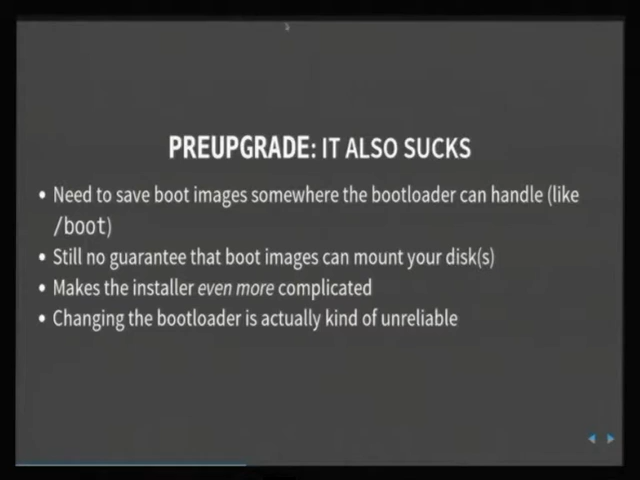 PREUPGRADE: IT ALSO SUCKS
• Need to save boot images somewhere the bootloader can handle (like
/boot)
• Still no guarantee that boot images can mount your disk(s)
• Makes the installer even more complicated
• Changing the bootloader is actually kind of unreliable